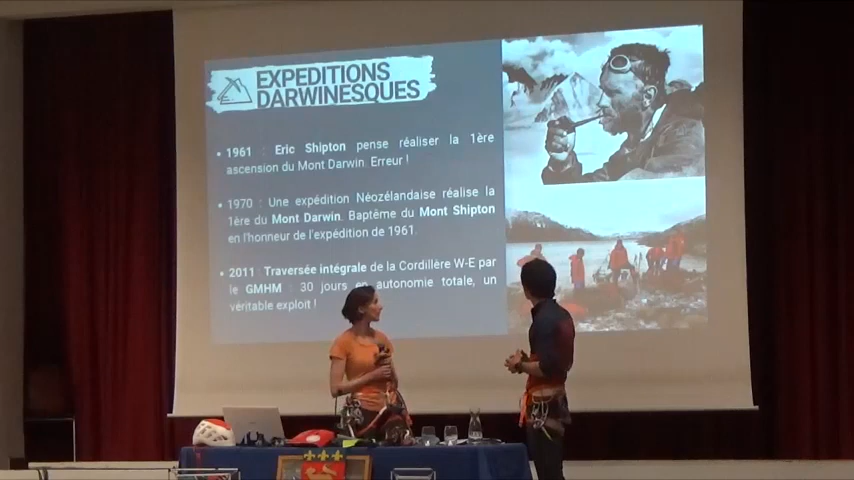 EXPEDITIONS
DARWINESQUES
• 1961 : Eric Shipton pense réaliser la 1ère
ascension du Mont Darwin. Erreur !
• 1970 : Une expédition Néozélandaise réalise la
1ère du Mont Darwin. Baptême du Mont Shipton
en l'honneur de l'expédition de 1961.
• 2011 : Traversée intégrale de la Cordillère W-E par
le GMHM : 30 jours en autonomie totale, un
véritable exploit !